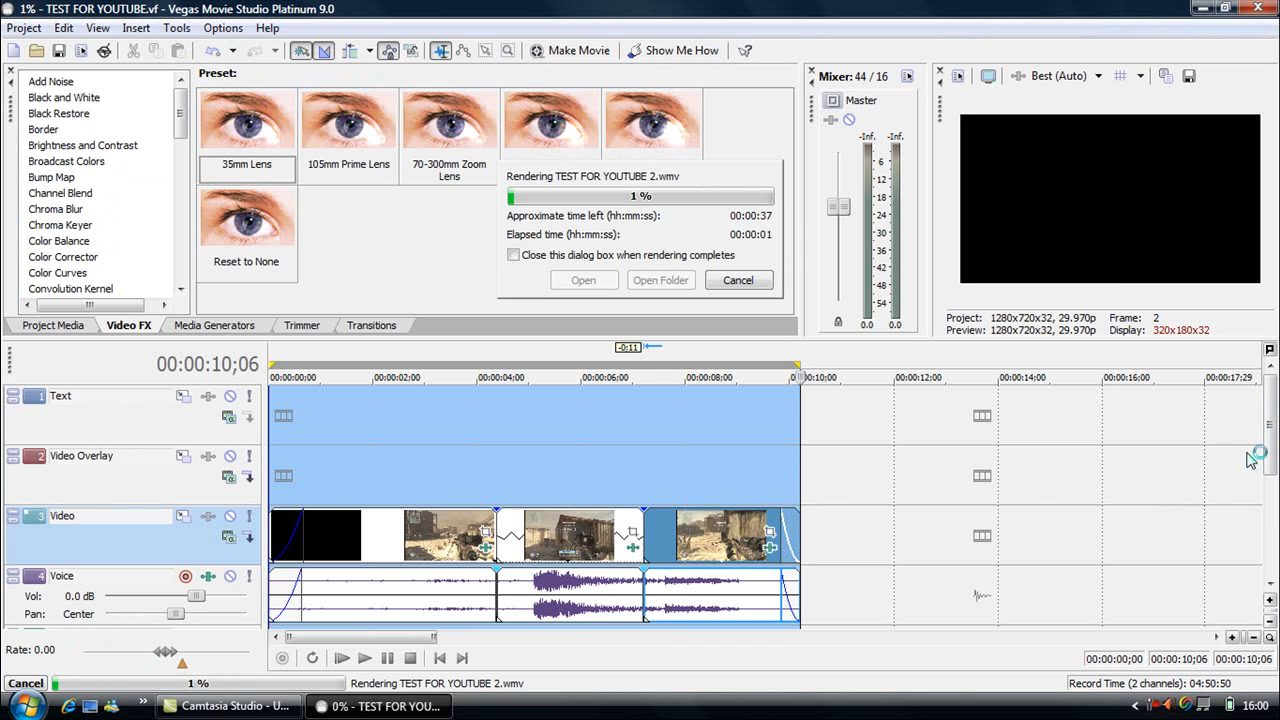 1% - TEST FOR YOUTUBE.vf - Vegas Movie Studio Platinum 9.0
Project Edit View Insert Tools Options Help
Make Movie Show Me How
Add Noise
Black and White
Black Restore
Border
Brightness and Contrast
Broadcast Colors
Bump Map
Channel Blend
Chroma Blur
Chroma Keyer
Color Balance
Color Corrector
Color Curves
Convolution Kernel
Preset:
35mm Lens
105mm Prime Lens
70-300mm Zoom
Lens
Reset to None
Rendering TEST FOR YOUTUBE 2.wmv
1 %
Approximate time left (hh:mm:ss): 00:00:37
Elapsed time (hh:mm:ss): 00:00:01
Close this dialog box when rendering completes
Open Open Folder Cancel
Mixer: 44 / 16
Master
-Inf. -Inf.
6
12
18
24
30
36
42
48
54
0.0 0.0
Best (Auto)
Project: 1280x720x32, 29.970p Frame: 2
Preview: 1280x720x32, 29.970p Display: 320x180x32
Project Media Video FX Media Generators Trimmer Transitions
00:00:10;06
-0:11
00:00:00;00 00:00:02;00 00:00:04;00 00:00:06;00 00:00:08;00 00:00:10;00 00:00:12;00 00:00:14;00 00:00:16;00 00:00:17;29
1 Text
2 Video Overlay
3 Video
4 Voice
Vol: 0.0 dB
Pan: Center
Rate: 0.00
00:00:00;00 00:00:10;06 00:00:10;06
Cancel 1 % Rendering TEST FOR YOUTUBE 2.wmv Record Time (2 channels): 04:50:50
Camtasia Studio - U... 0% - TEST FOR YOU... 16:00